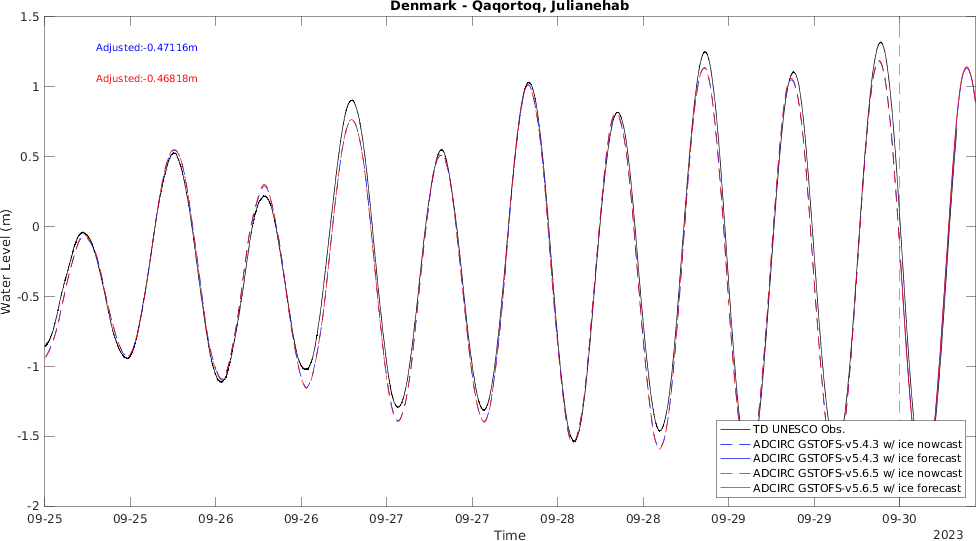 Denmark - Qaqortoq, Julianehab
Adjusted:-0.47116m
Adjusted:-0.46818m
Water Level (m)
1.5
1
0.5
0
-0.5
-1
-1.5
-2
TD UNESCO Obs.
ADCIRC GSTOFS-v5.4.3 w/ ice nowcast
ADCIRC GSTOFS-v5.4.3 w/ ice forecast
ADCIRC GSTOFS-v5.6.5 w/ ice nowcast
ADCIRC GSTOFS-v5.6.5 w/ ice forecast
09-25 09-25 09-26 09-26 09-27 09-27 09-28 09-28 09-29 09-29 09-30
Time
2023